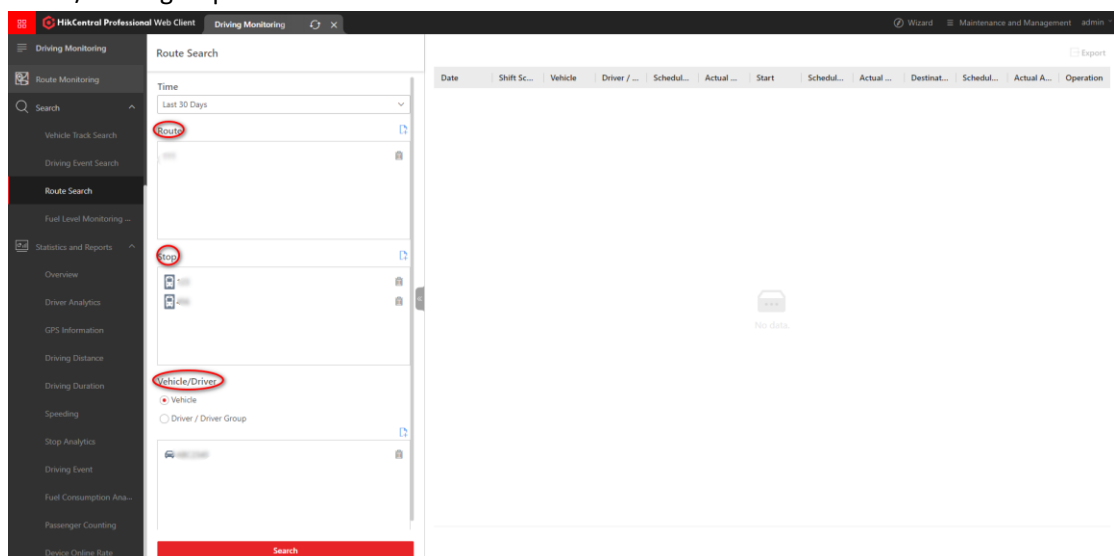 HikCentral Professional Web Client
Driving Monitoring
Wizard
Maintenance and Management
admin
Driving Monitoring
Route Monitoring
Search
Vehicle Track Search
Driving Event Search
Route Search
Fuel Level Monitoring ...
Statistics and Reports
Overview
Driver Analytics
GPS Information
Driving Distance
Driving Duration
Speeding
Stop Analytics
Driving Event
Fuel Consumption Ana...
Passenger Counting
Device Online Rate
Route Search
Time
Last 30 Days
Route
Stop
Vehicle/Driver
Vehicle
Driver / Driver Group
Search
Export
Date Shift Sc... Vehicle Driver / ... Schedul... Actual ... Start Schedul... Actual ... Destinat... Schedul... Actual A... Operation
No data.